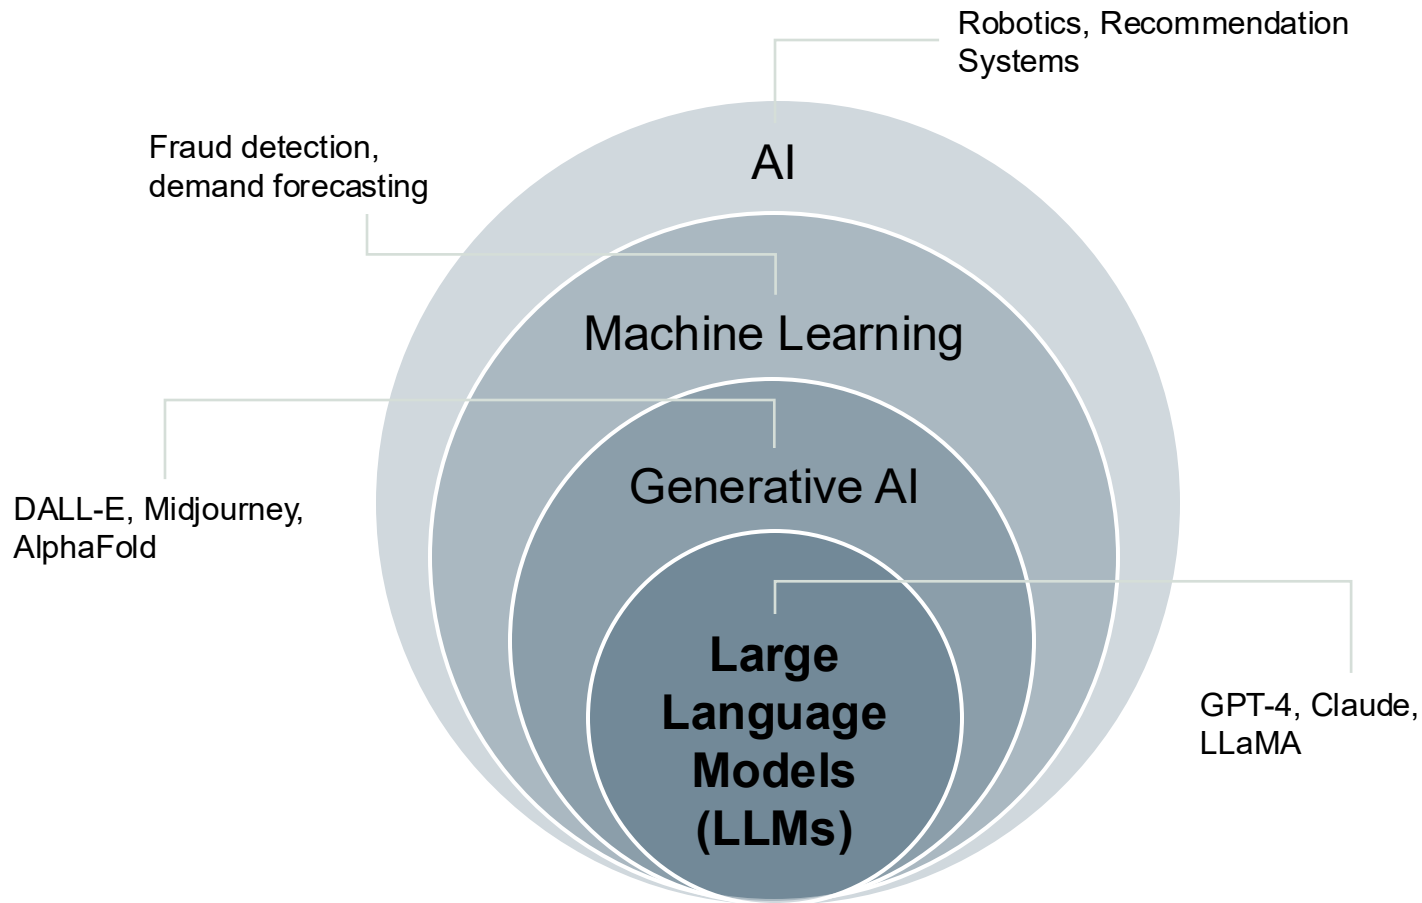 Robotics, Recommendation
Systems
Fraud detection,
demand forecasting
AI
Machine Learning
Generative AI
DALL-E, Midjourney,
AlphaFold
Large
Language
Models
(LLMs)
GPT-4, Claude,
LLaMA